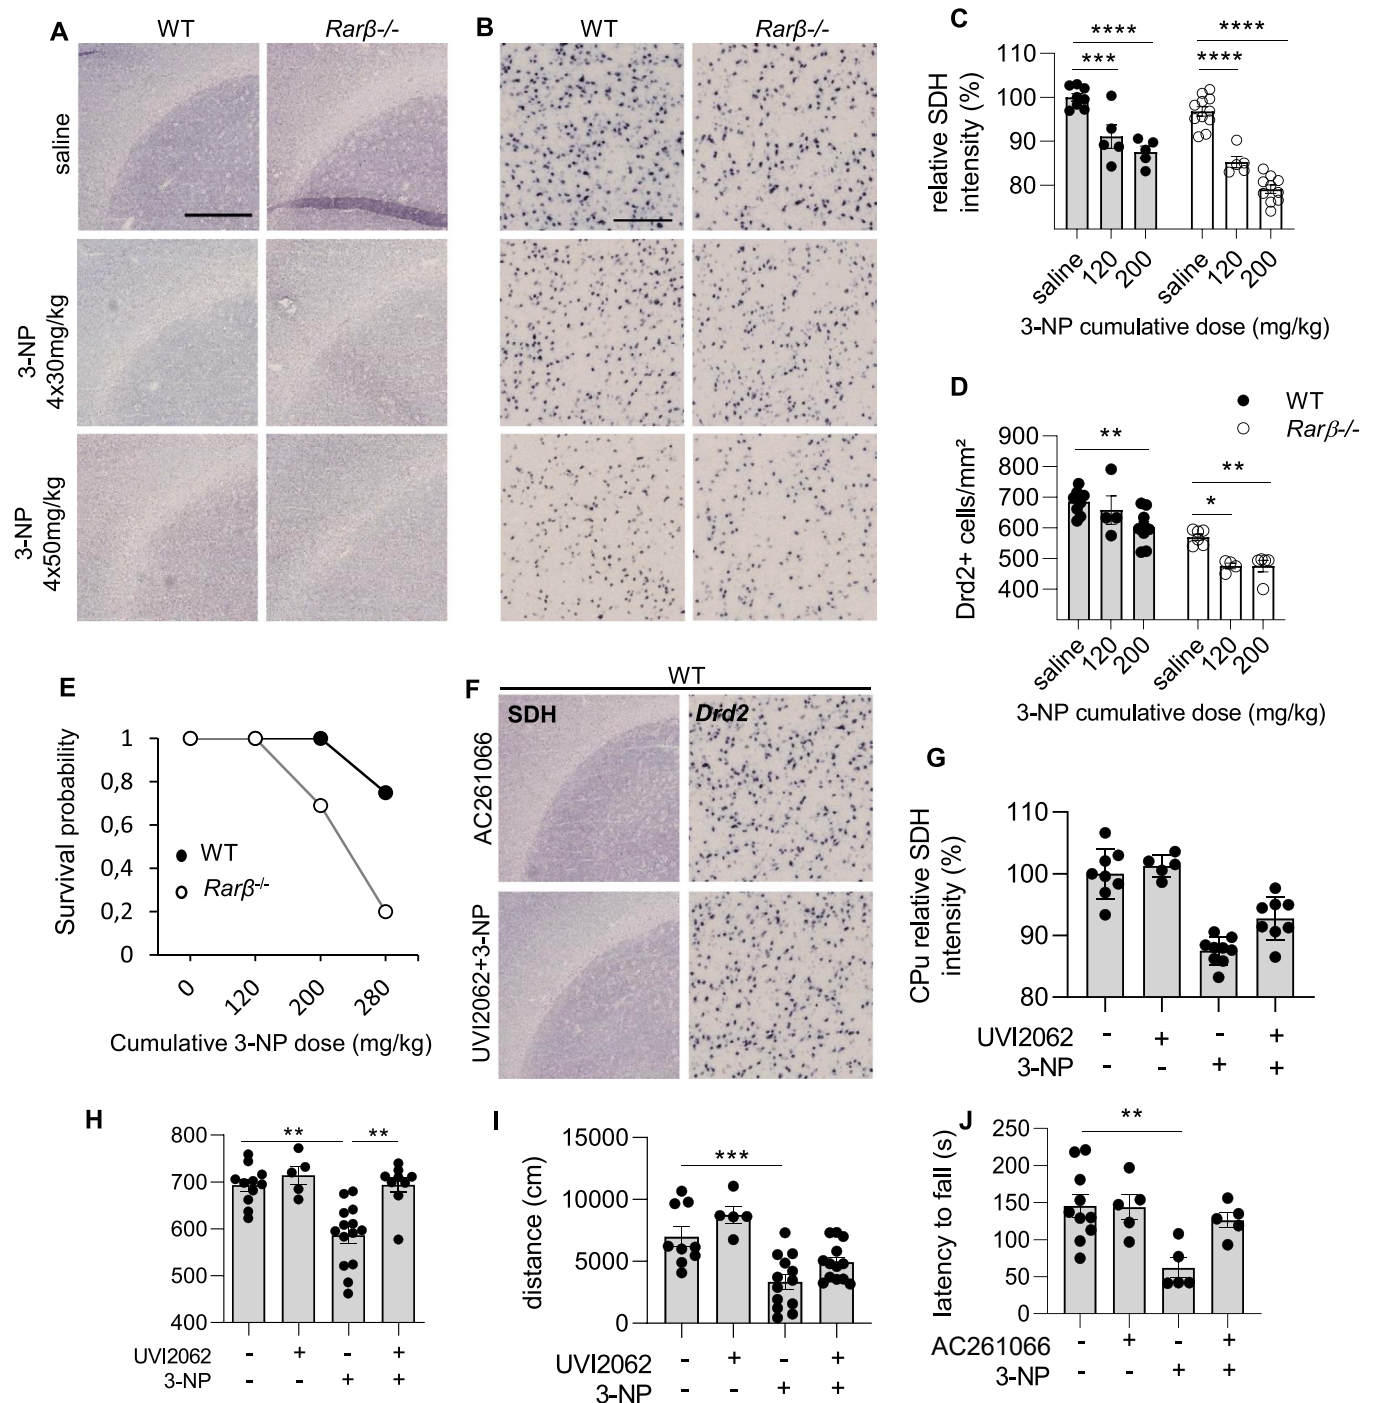 A
WT
Rarβ-/-
saline
3-NP
4x30mg/kg
3-NP
4x50mg/kg
B
WT
Rarβ-/-
C
relative SDH
intensity (%)
110
100
90
80
****
***
****
****
saline
120
200
saline
120
200
3-NP cumulative dose (mg/kg)
D
WT
Rarβ-/-
Drd2+ cells/mm²
900
800
700
600
500
400
**
**
*
saline
120
200
saline
120
200
3-NP cumulative dose (mg/kg)
E
Survival probability
1
0,8
0,6
0,4
0,2
0
WT
Rarβ-/-
0
120
200
280
Cumulative 3-NP dose (mg/kg)
F
WT
SDH
Drd2
AC261066
UVI2062+3-NP
G
CPu relative SDH
intensity (%)
110
100
90
80
UVI2062 - + - +
3-NP - - + +
H
800
700
600
500
400
**
**
UVI2062 - + - +
3-NP - - + +
I
distance (cm)
15000
10000
5000
0
***
UVI2062 - + - +
3-NP - - + +
J
latency to fall (s)
250
200
150
100
50
0
**
AC261066 - + - +
3-NP - - + +